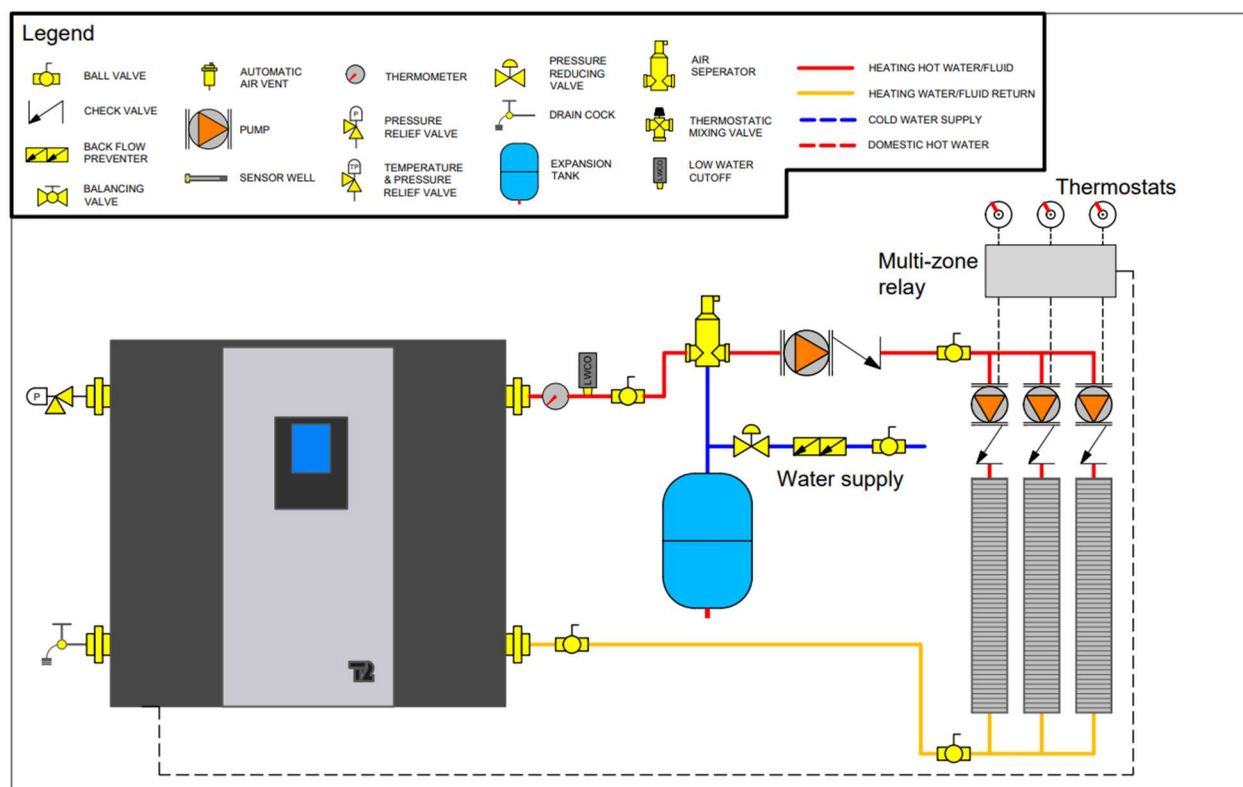 Legend
BALL VALVE
CHECK VALVE
BACK FLOW
PREVENTER
BALANCING
VALVE
AUTOMATIC
AIR VENT
PUMP
SENSOR WELL
THERMOMETER
P
PRESSURE
RELIEF VALVE
TP
TEMPERATURE
& PRESSURE
RELIEF VALVE
PRESSURE
REDUCING
VALVE
DRAIN COCK
EXPANSION
TANK
AIR
SEPERATOR
THERMOSTATIC
MIXING VALVE
LWCO
LOW WATER
CUTOFF
HEATING HOT WATER/FLUID
HEATING WATER/FLUID RETURN
COLD WATER SUPPLY
DOMESTIC HOT WATER
Thermostats
Multi-zone
relay
LWCO
P
Water supply